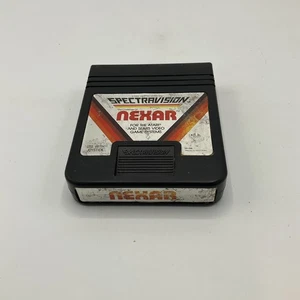 SPECTRAVISION
NEXAR
FOR THE ATARI®
AND SEARS VIDEO
GAME SYSTEMS
NEXAR